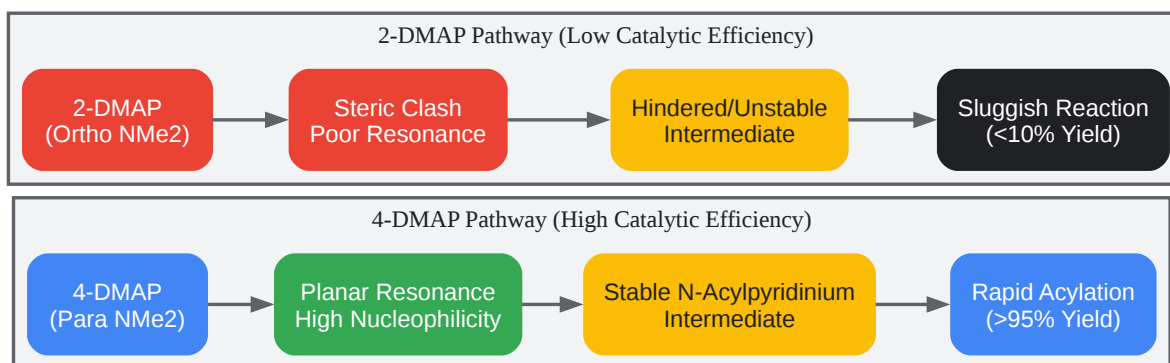 2-DMAP Pathway (Low Catalytic Efficiency)
2-DMAP
(Ortho NMe2)
Steric Clash
Poor Resonance
Hindered/Unstable
Intermediate
Sluggish Reaction
(<10% Yield)
4-DMAP Pathway (High Catalytic Efficiency)
4-DMAP
(Para NMe2)
Planar Resonance
High Nucleophilicity
Stable N-Acylpyridinium
Intermediate
Rapid Acylation
(>95% Yield)